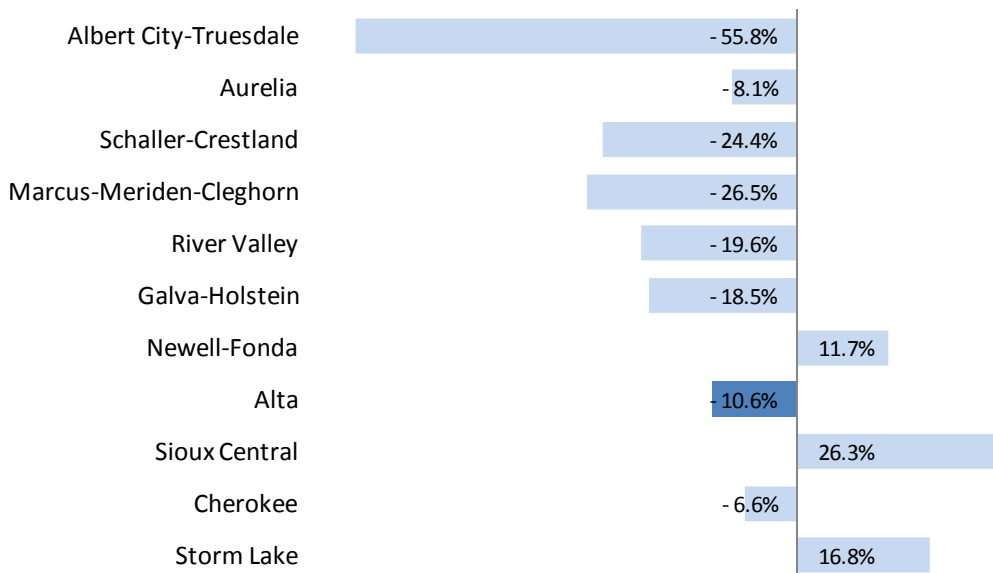 Albert City-Truesdale - 55.8%
Aurelia - 8.1%
Schaller-Crestland - 24.4%
Marcus-Meriden-Cleghorn - 26.5%
River Valley - 19.6%
Galva-Holstein - 18.5%
Newell-Fonda 11.7%
Alta - 10.6%
Sioux Central 26.3%
Cherokee - 6.6%
Storm Lake 16.8%